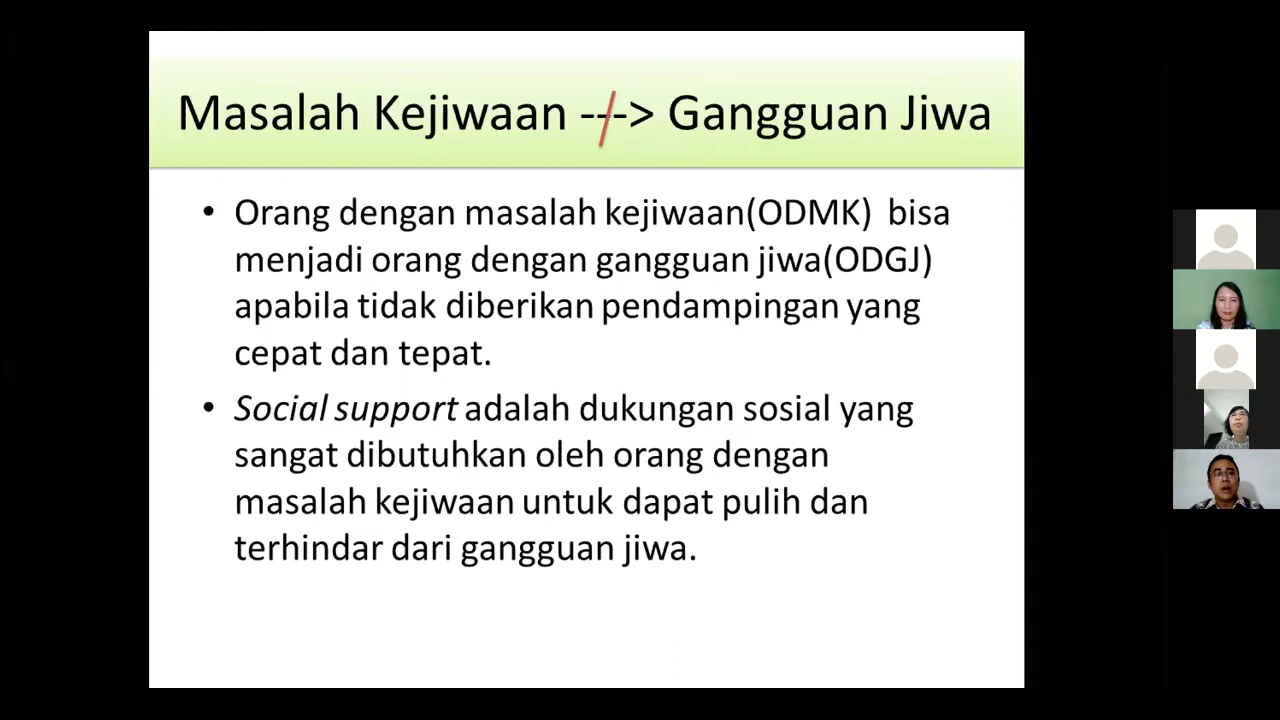 Masalah Kejiwaan ---> Gangguan Jiwa
• Orang dengan masalah kejiwaan(ODMK) bisa
menjadi orang dengan gangguan jiwa(ODGJ)
apabila tidak diberikan pendampingan yang
cepat dan tepat.
• Social support adalah dukungan sosial yang
sangat dibutuhkan oleh orang dengan
masalah kejiwaan untuk dapat pulih dan
terhindar dari gangguan jiwa.